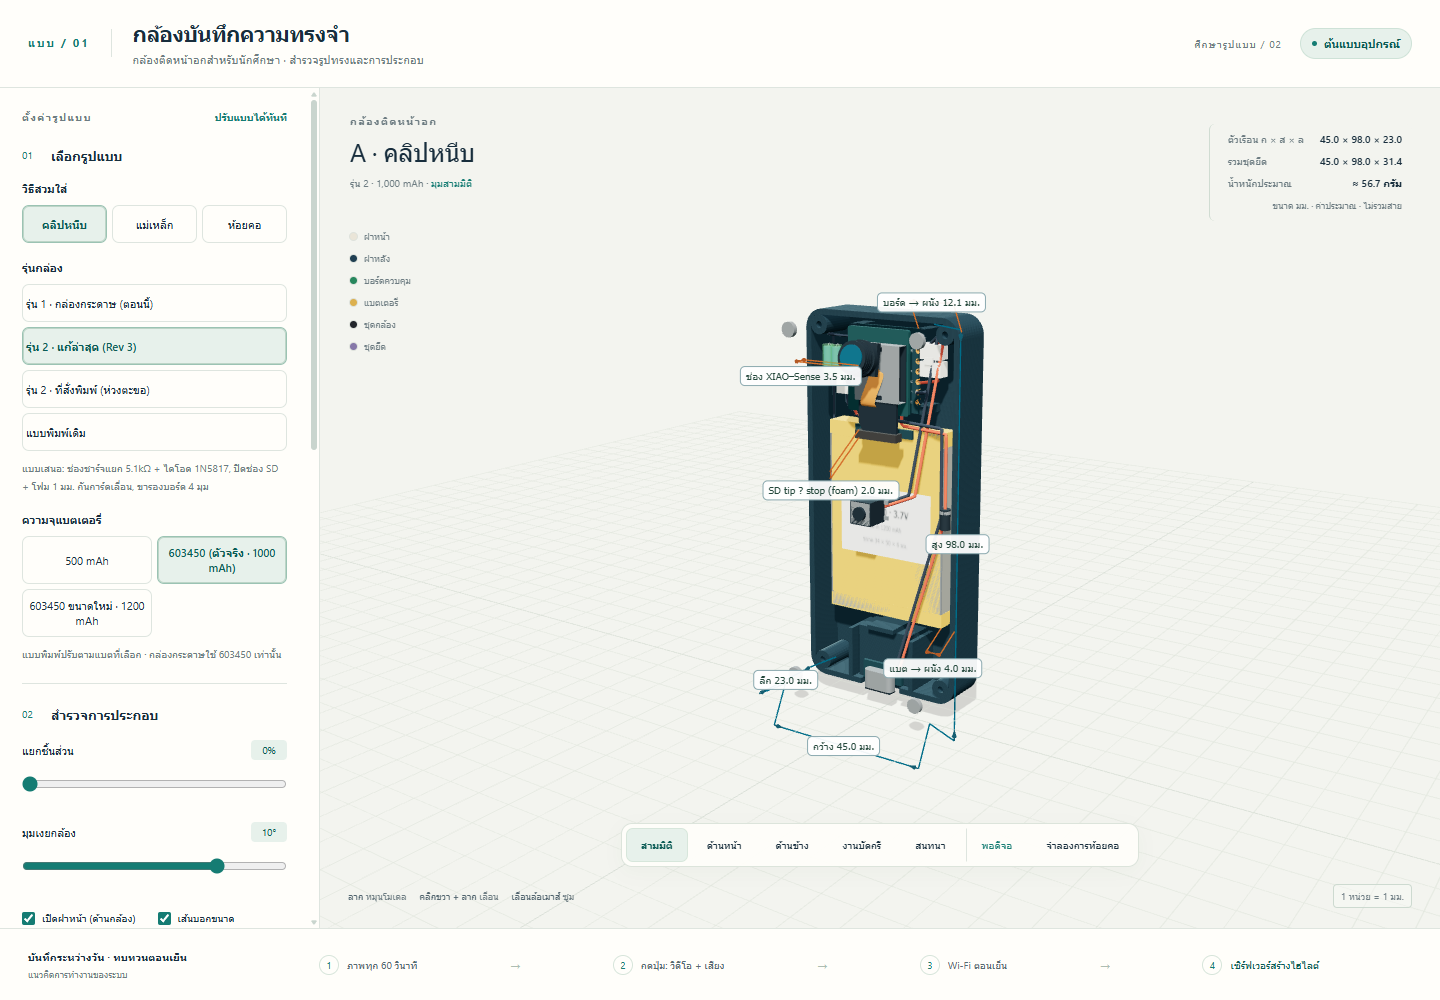 แบบ / 01
กล้องบันทึกความทรงจำ
กล้องติดหน้าอกสำหรับนักศึกษา · สำรวจรูปทรงและการประกอบ
ศึกษารูปแบบ / 02
ต้นแบบอุปกรณ์
ตั้งค่ารูปแบบ
ปรับแบบได้ทันที
01 เลือกรูปแบบ
วิธีสวมใส่
คลิปหนีบ
แม่เหล็ก
ห้อยคอ
รุ่นกล่อง
รุ่น 1 · กล่องกระดาษ (ตอนนี้)
รุ่น 2 · แก้ล่าสุด (Rev 3)
รุ่น 2 · ที่สั่งพิมพ์ (ห่วงตะขอ)
แบบพิมพ์เดิม
แบบเสนอ: ช่องชาร์จแยก 5.1kΩ + ไดโอด 1N5817, ปิดช่อง SD
+ โฟม 1 มม. กันการ์ดเลื่อน, ขารองบอร์ด 4 มุม
ความจุแบตเตอรี่
500 mAh
603450 (ตัวจริง · 1000
mAh)
603450 ขนาดใหม่ · 1200
mAh
แบบพิมพ์ปรับตามแบตที่เลือก · กล่องกระดาษใช้ 603450 เท่านั้น
02 สำรวจการประกอบ
แยกชิ้นส่วน
0%
มุมเงยกล้อง
10°
เปิดฝาหน้า (ด้านกล้อง)
เส้นบอกขนาด
กล้องติดหน้าอก
A · คลิปหนีบ
รุ่น 2 · 1,000 mAh · มุมสามมิติ
ฝาหน้า
ฝาหลัง
บอร์ดควบคุม
แบตเตอรี่
ชุดกล้อง
ชุดยึด
ตัวเรือน ก × ส × ล 45.0 × 98.0 × 23.0
รวมชุดยึด 45.0 × 98.0 × 31.4
น้ำหนักประมาณ ≈ 56.7 กรัม
ขนาด มม. · ค่าประมาณ · ไม่รวมสาย
บอร์ด → ผนัง 12.1 มม.
ช่อง XIAO–Sense 3.5 มม.
SD tip ? stop (foam) 2.0 มม.
3.7V
สูง 98.0 มม.
แบต → ผนัง 4.0 มม.
ลึก 23.0 มม.
กว้าง 45.0 มม.
สามมิติ
ด้านหน้า
ด้านข้าง
งานบัดกรี
สนทนา
พอดีจอ
จำลองการห้อยคอ
ลาก หมุนโมเดล คลิกขวา + ลาก เลื่อน เลื่อนล้อเมาส์ ซูม
1 หน่วย = 1 มม.
บันทึกระหว่างวัน · ทบทวนตอนเย็น
แนวคิดการทำงานของระบบ
1 ภาพทุก 60 วินาที
→
2 กดปุ่ม: วิดีโอ + เสียง
→
3 Wi-Fi ตอนเย็น
→
4 เซิร์ฟเวอร์สร้างไฮไลต์